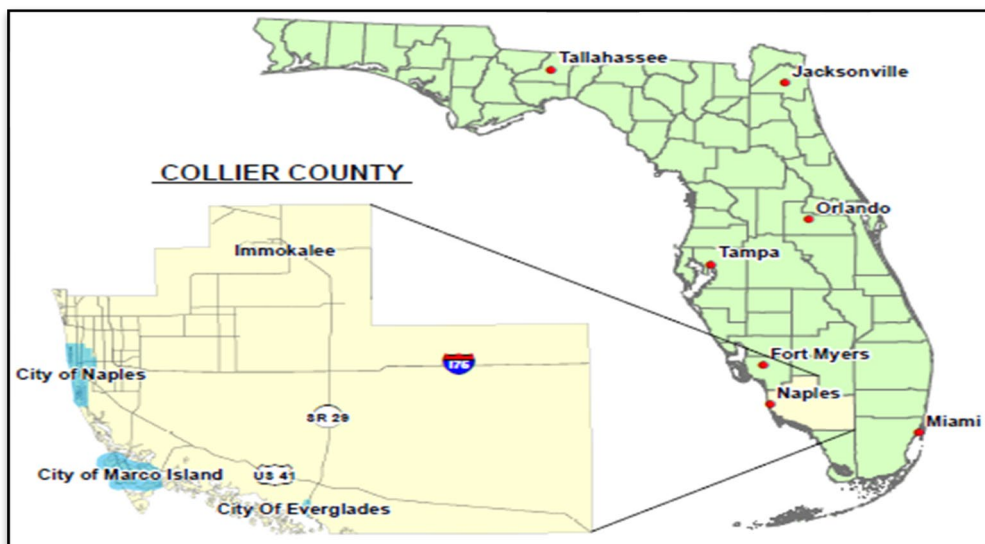 Tallahassee
Jacksonville
COLLIER COUNTY
Orlando
Immokalee
Tampa
Fort Myers
176
City of Naples
Naples
SR 29
Miami
City of Marco Island
US 41
City Of Everglades